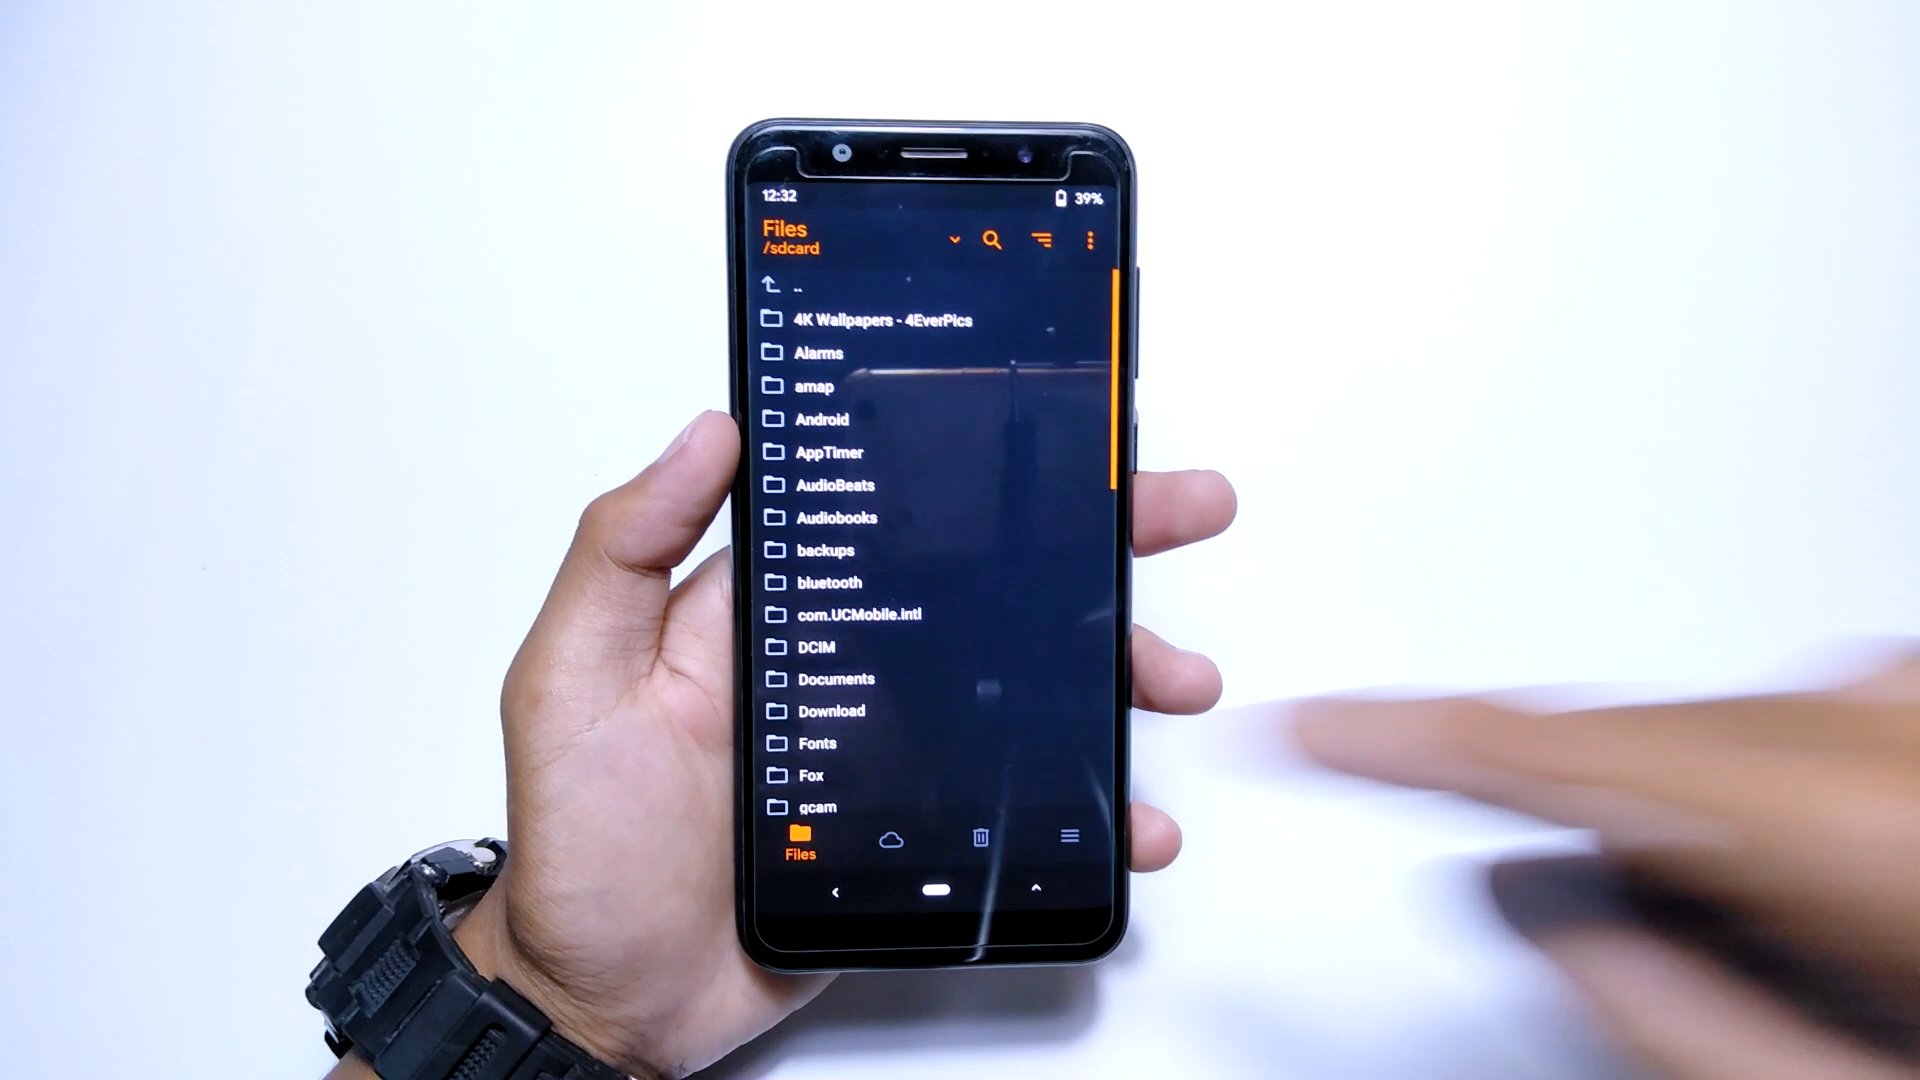 12:32 39%
Files
/sdcard
..
4K Wallpapers - 4EverPics
Alarms
amap
Android
AppTimer
AudioBeats
Audiobooks
backups
bluetooth
com.UCMobile.intl
DCIM
Documents
Download
Fonts
Fox
gcam
Files